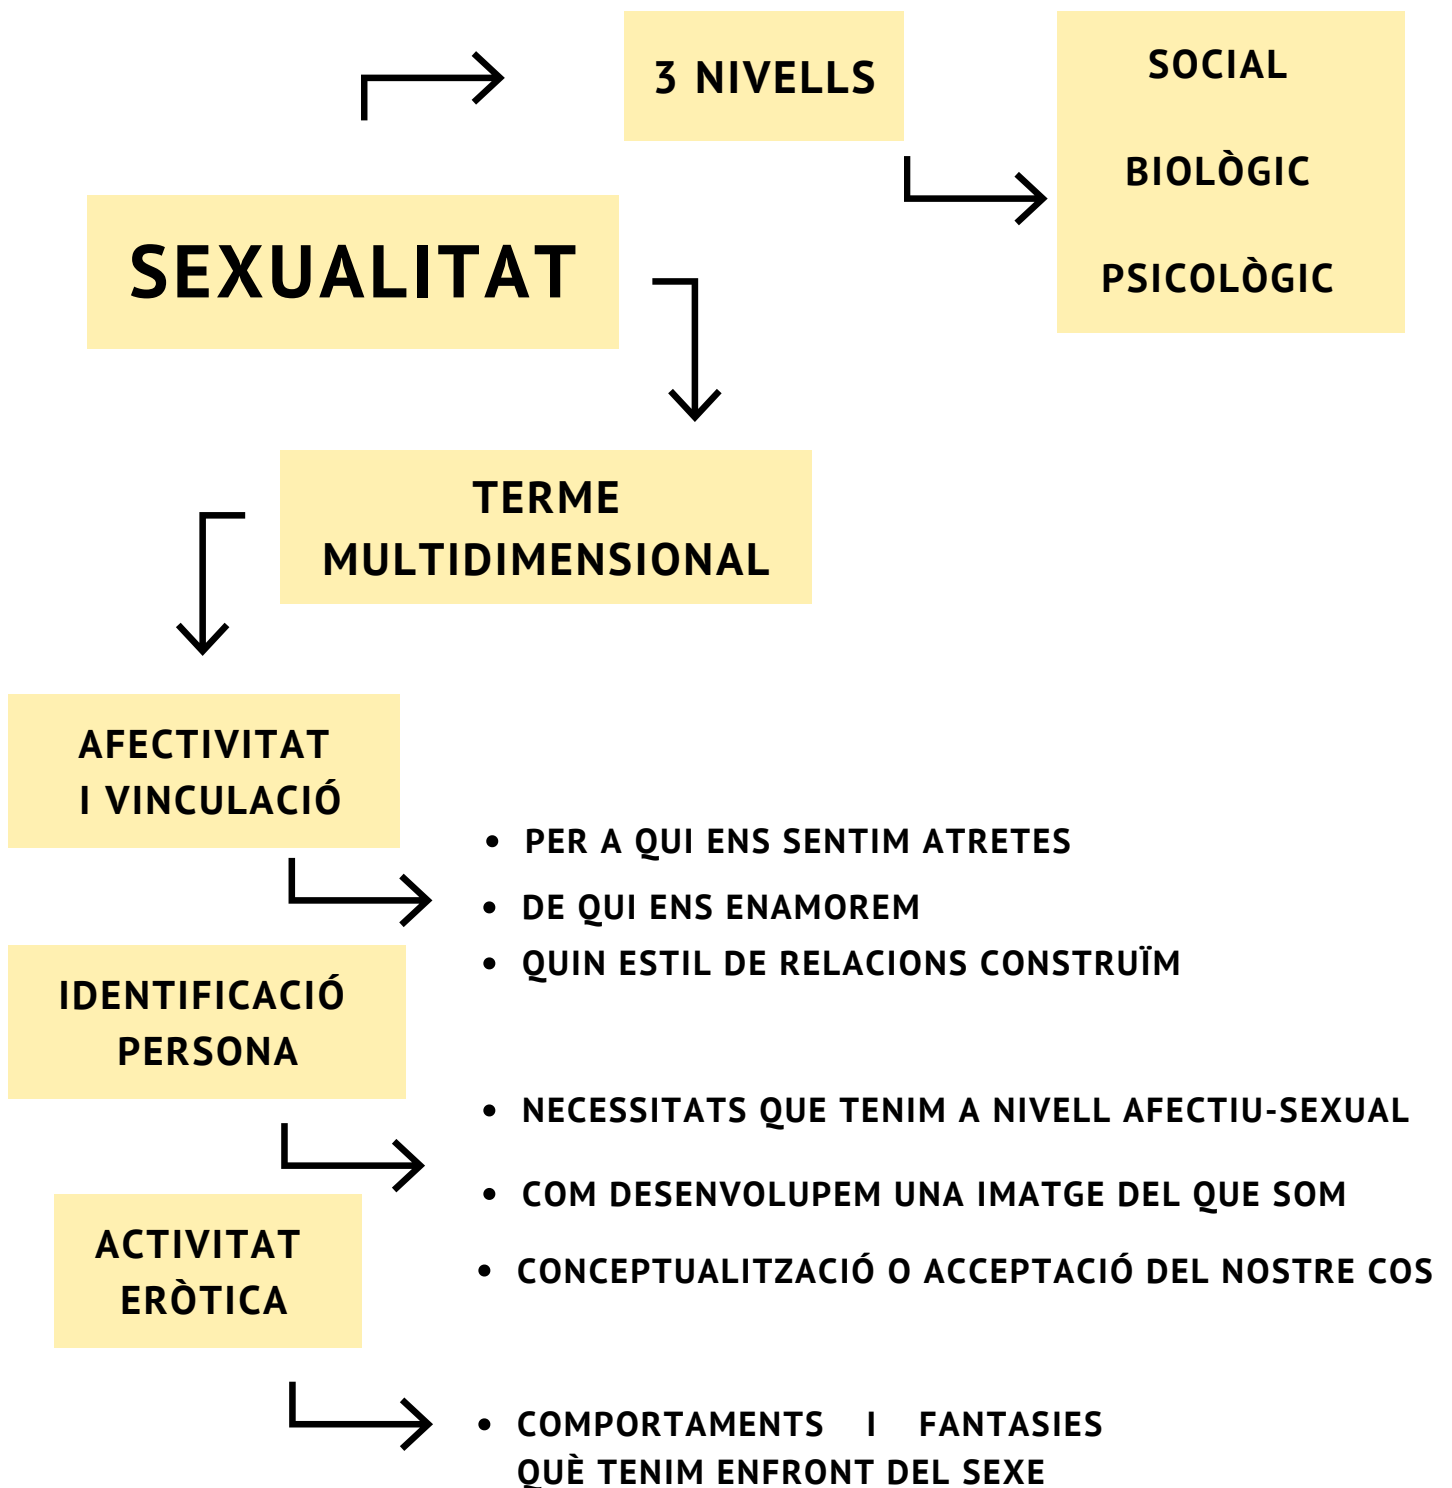 3 NIVELLS
SOCIAL
BIOLÒGIC
PSICOLÒGIC
SEXUALITAT
TERME
MULTIDIMENSIONAL
AFECTIVITAT
I VINCULACIÓ
• PER A QUI ENS SENTIM ATRETES
• DE QUI ENS ENAMOREM
• QUIN ESTIL DE RELACIONS CONSTRUÏM
IDENTIFICACIÓ
PERSONA
• NECESSITATS QUE TENIM A NIVELL AFECTIU-SEXUAL
• COM DESENVOLUPEM UNA IMATGE DEL QUE SOM
• CONCEPTUALITZACIÓ O ACCEPTACIÓ DEL NOSTRE COS
ACTIVITAT
ERÒTICA
• COMPORTAMENTS I FANTASIES
QUÈ TENIM ENFRONT DEL SEXE